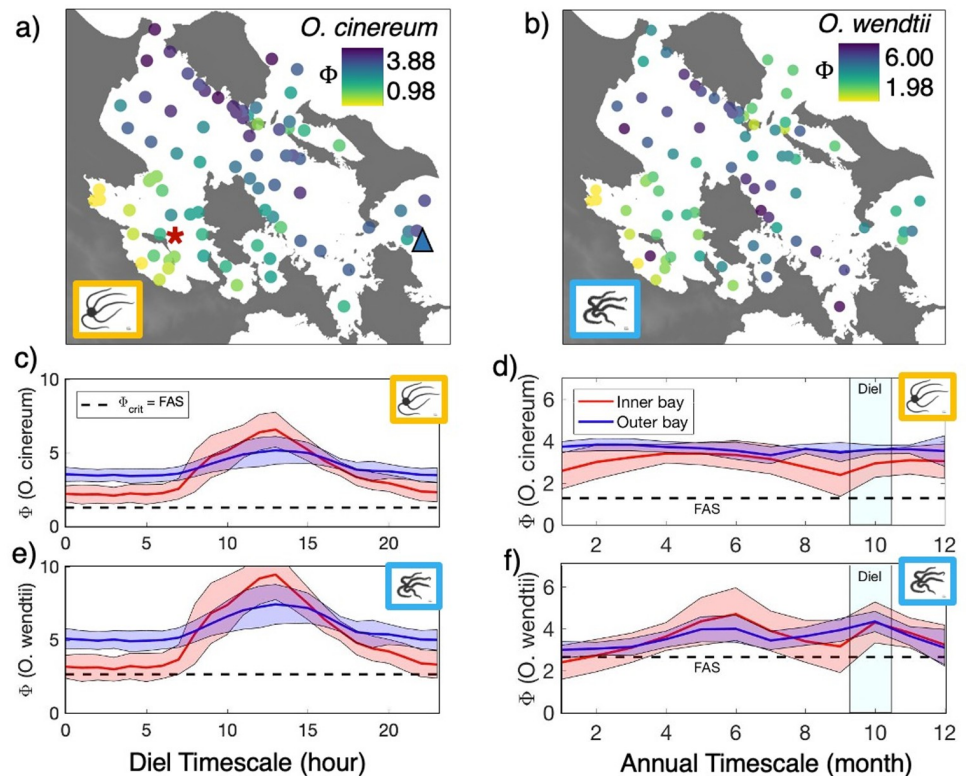 a)
O. cinereum
Φ
3.88
0.98
*
b)
O. wendtii
Φ
6.00
1.98
c)
10
5
0
Φ (O. cinereum)
Φcrit = FAS
0
5
10
15
20
d)
6
4
2
0
Φ (O. cinereum)
Inner bay
Outer bay
Diel
FAS
2
4
6
8
10
12
e)
10
5
0
Φ (O. wendtii)
0
5
10
15
20
Diel Timescale (hour)
f)
6
4
2
0
Φ (O. wendtii)
Diel
FAS
2
4
6
8
10
12
Annual Timescale (month)